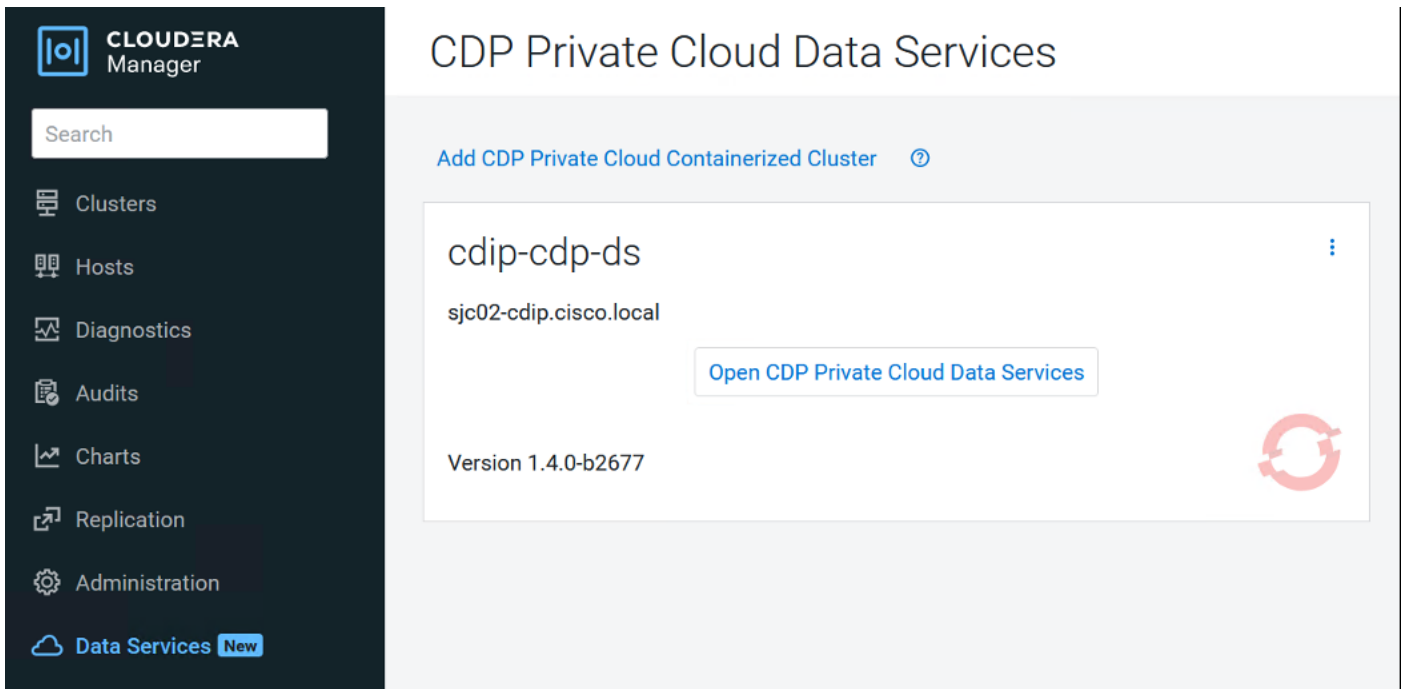 CLOUDERA
Manager
Search
Clusters
Hosts
Diagnostics
Audits
Charts
Replication
Administration
Data Services New
CDP Private Cloud Data Services
Add CDP Private Cloud Containerized Cluster
cdip-cdp-ds
sjc02-cdip.cisco.local
Open CDP Private Cloud Data Services
Version 1.4.0-b2677